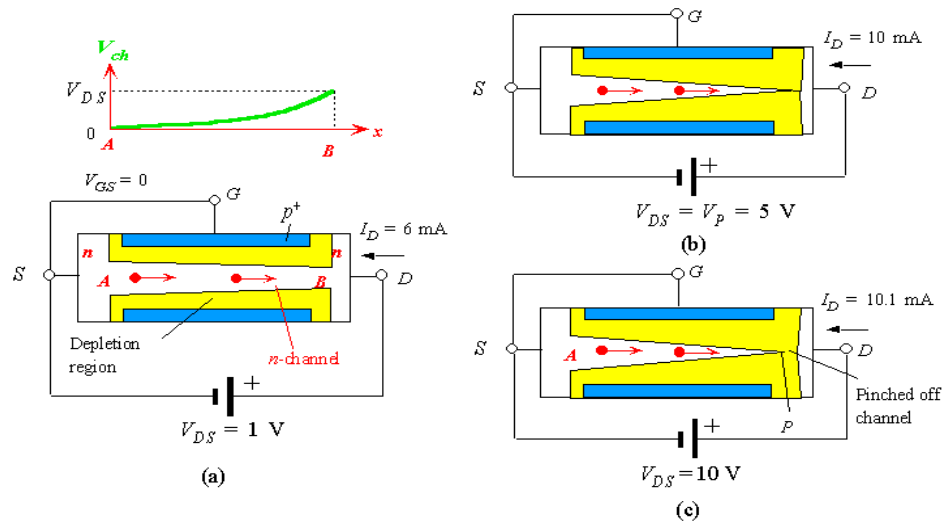 V_ch
V_DS
0
A
B
x
V_GS = 0
G
p⁺
I_D = 6 mA
n
n
S
A
B
D
Depletion
region
n-channel
+
V_DS = 1 V
(a)
G
I_D = 10 mA
S
D
+
V_DS = V_P = 5 V
(b)
G
I_D = 10.1 mA
S
A
D
Pinched off
channel
P
+
V_DS = 10 V
(c)